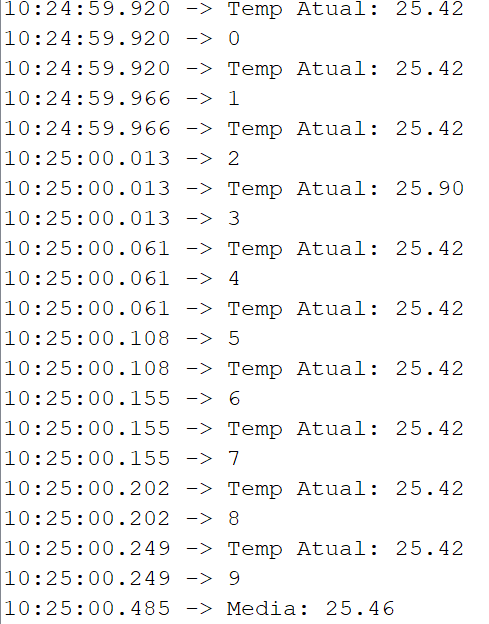 10:24:59.920 -> Temp Atual: 25.42
10:24:59.920 -> 0
10:24:59.920 -> Temp Atual: 25.42
10:24:59.966 -> 1
10:24:59.966 -> Temp Atual: 25.42
10:25:00.013 -> 2
10:25:00.013 -> Temp Atual: 25.90
10:25:00.013 -> 3
10:25:00.061 -> Temp Atual: 25.42
10:25:00.061 -> 4
10:25:00.061 -> Temp Atual: 25.42
10:25:00.108 -> 5
10:25:00.108 -> Temp Atual: 25.42
10:25:00.155 -> 6
10:25:00.155 -> Temp Atual: 25.42
10:25:00.155 -> 7
10:25:00.202 -> Temp Atual: 25.42
10:25:00.202 -> 8
10:25:00.249 -> Temp Atual: 25.42
10:25:00.249 -> 9
10:25:00.485 -> Media: 25.46